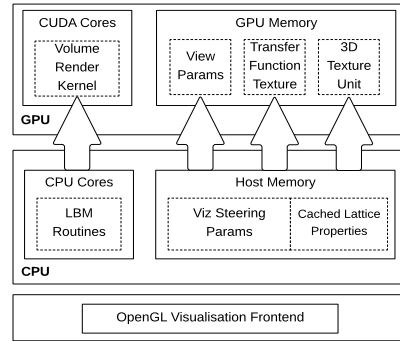 CUDA Cores
Volume
Render
Kernel
GPU Memory
View
Params
Transfer
Function
Texture
3D
Texture
Unit
GPU
CPU Cores
LBM
Routines
Host Memory
Viz Steering
Params
Cached Lattice
Properties
CPU
OpenGL Visualisation Frontend